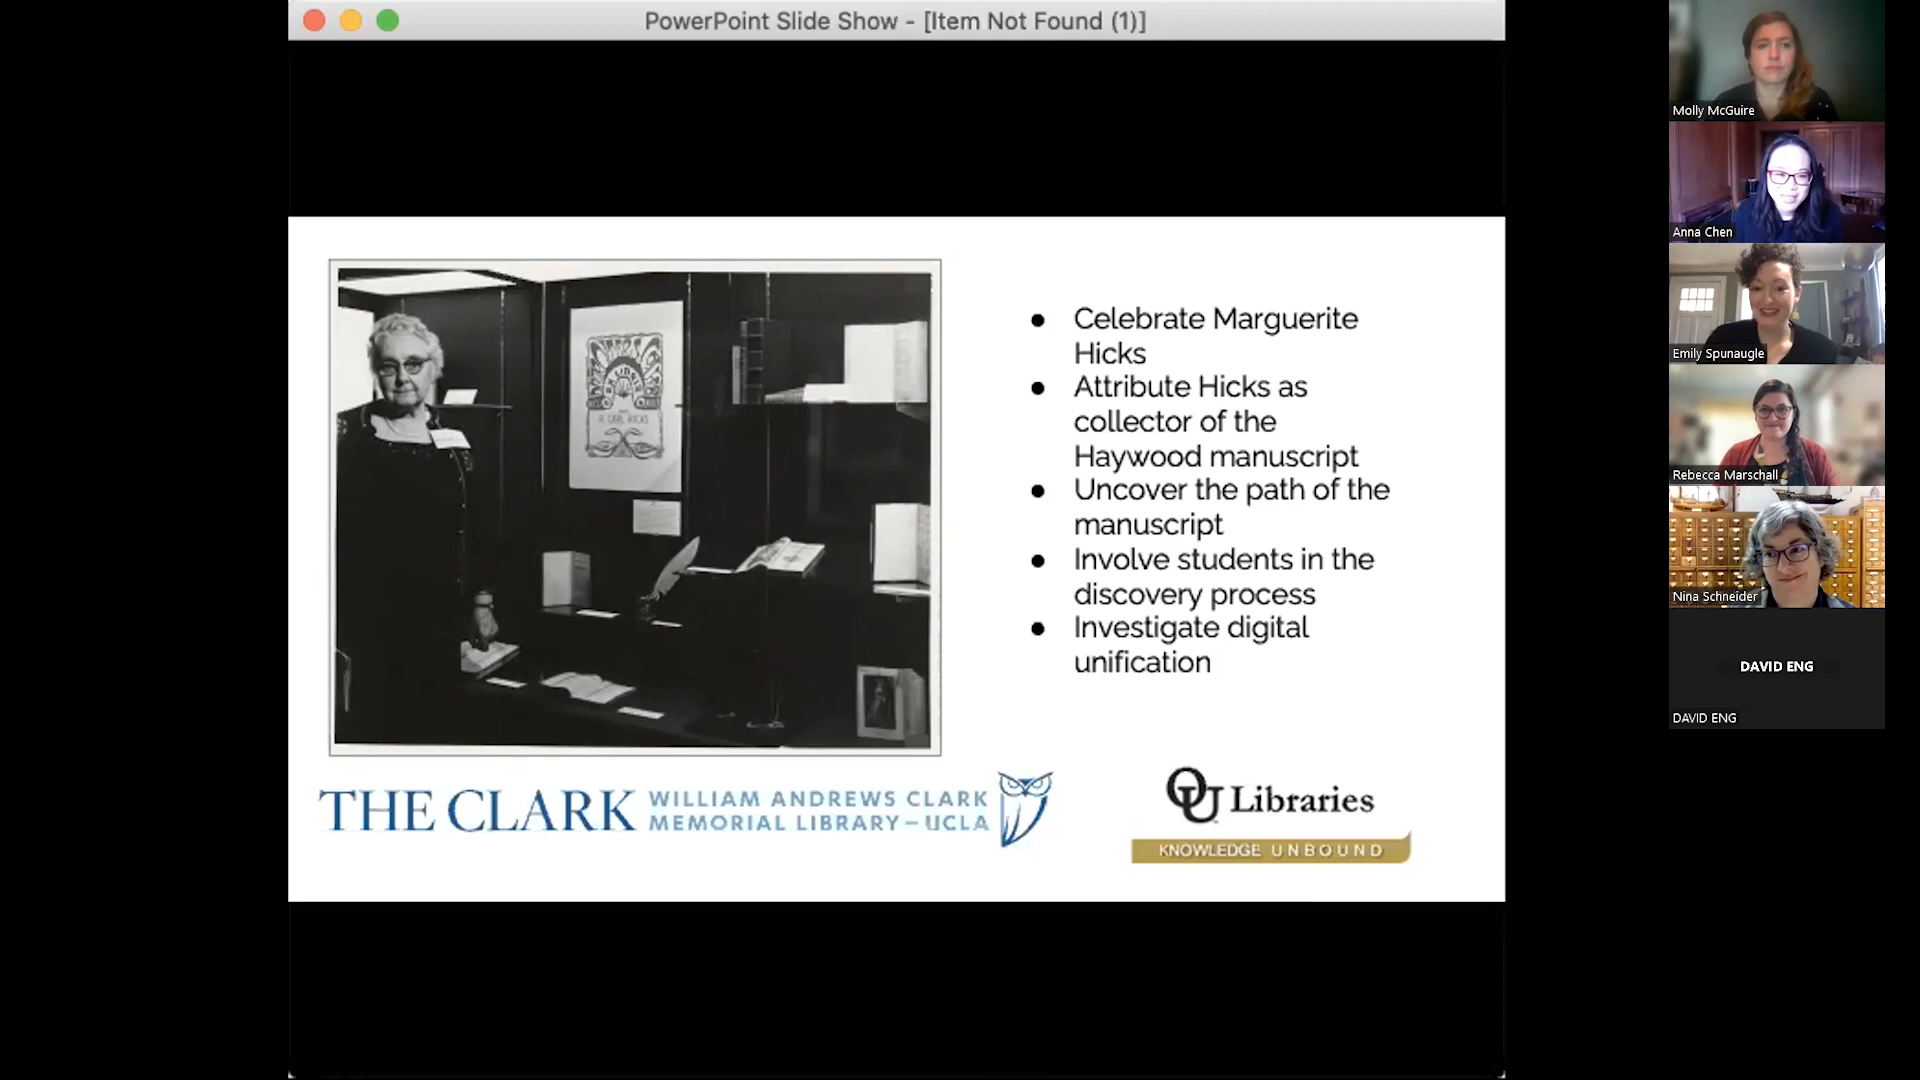 PowerPoint Slide Show - [Item Not Found (1)]
● Celebrate Marguerite
Hicks
● Attribute Hicks as
collector of the
Haywood manuscript
● Uncover the path of the
manuscript
● Involve students in the
discovery process
● Investigate digital
unification
THE CLARK WILLIAM ANDREWS CLARK
MEMORIAL LIBRARY – UCLA
OU Libraries
KNOWLEDGE UNBOUND
Molly McGuire
Anna Chen
Emily Spunaugle
Rebecca Marschall
Nina Schneider
DAVID ENG
DAVID ENG